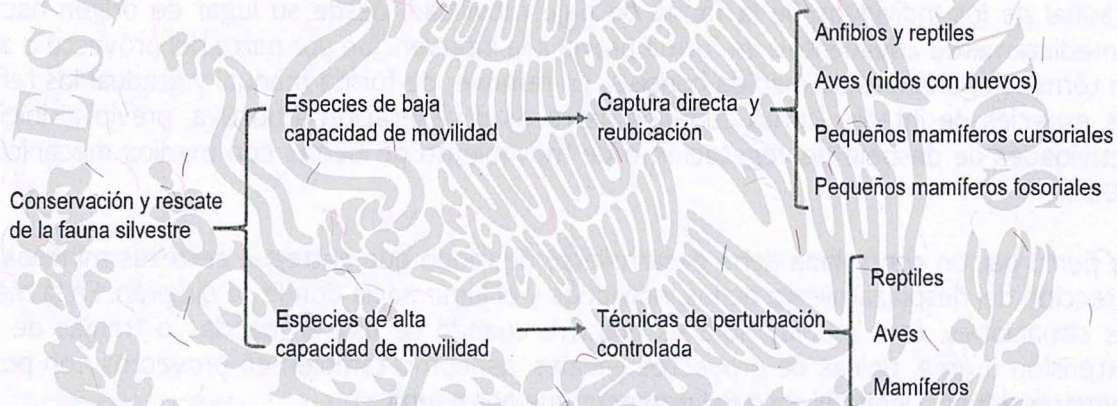 Conservación y rescate
de la fauna silvestre
Especies de baja
capacidad de movilidad
Captura directa y
reubicación
Anfibios y reptiles
Aves (nidos con huevos)
Pequeños mamíferos cursoriales
Pequeños mamíferos fosoriales
Especies de alta
capacidad de movilidad
Técnicas de perturbación
controlada
Reptiles
Aves
Mamíferos